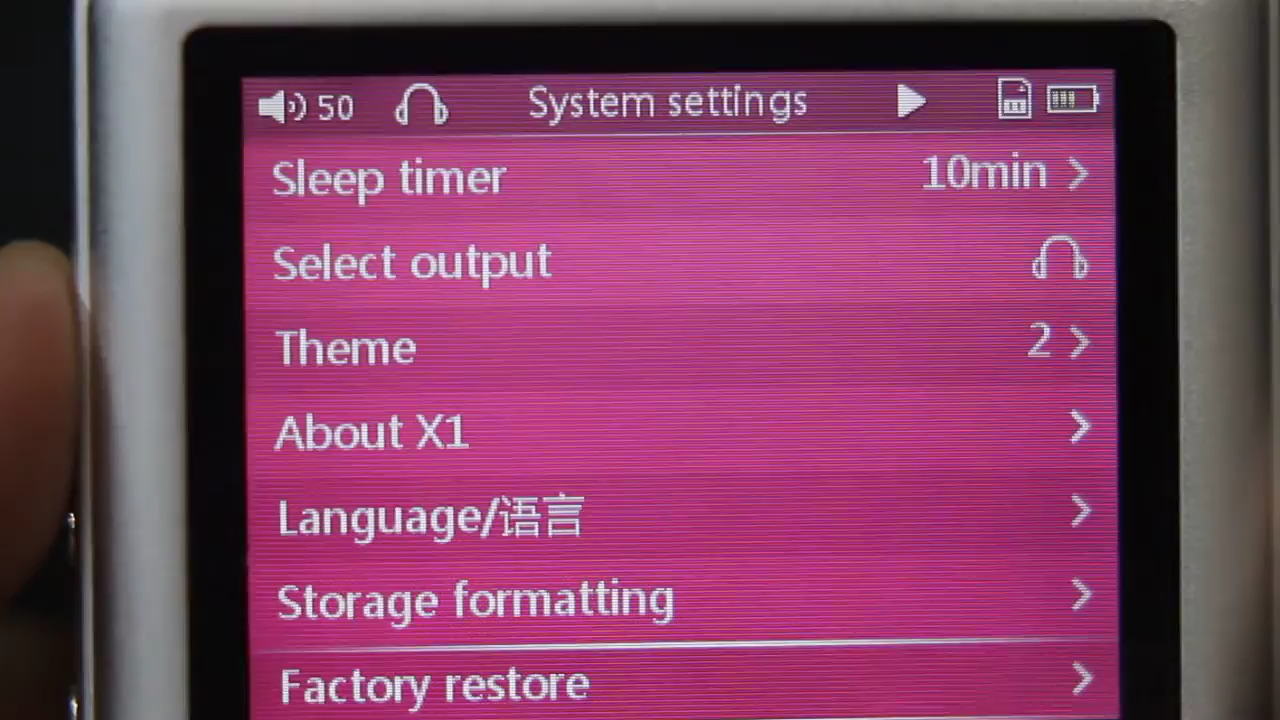 50 System settings
Sleep timer 10min
Select output
Theme 2
About X1
Language/语言
Storage formatting
Factory restore